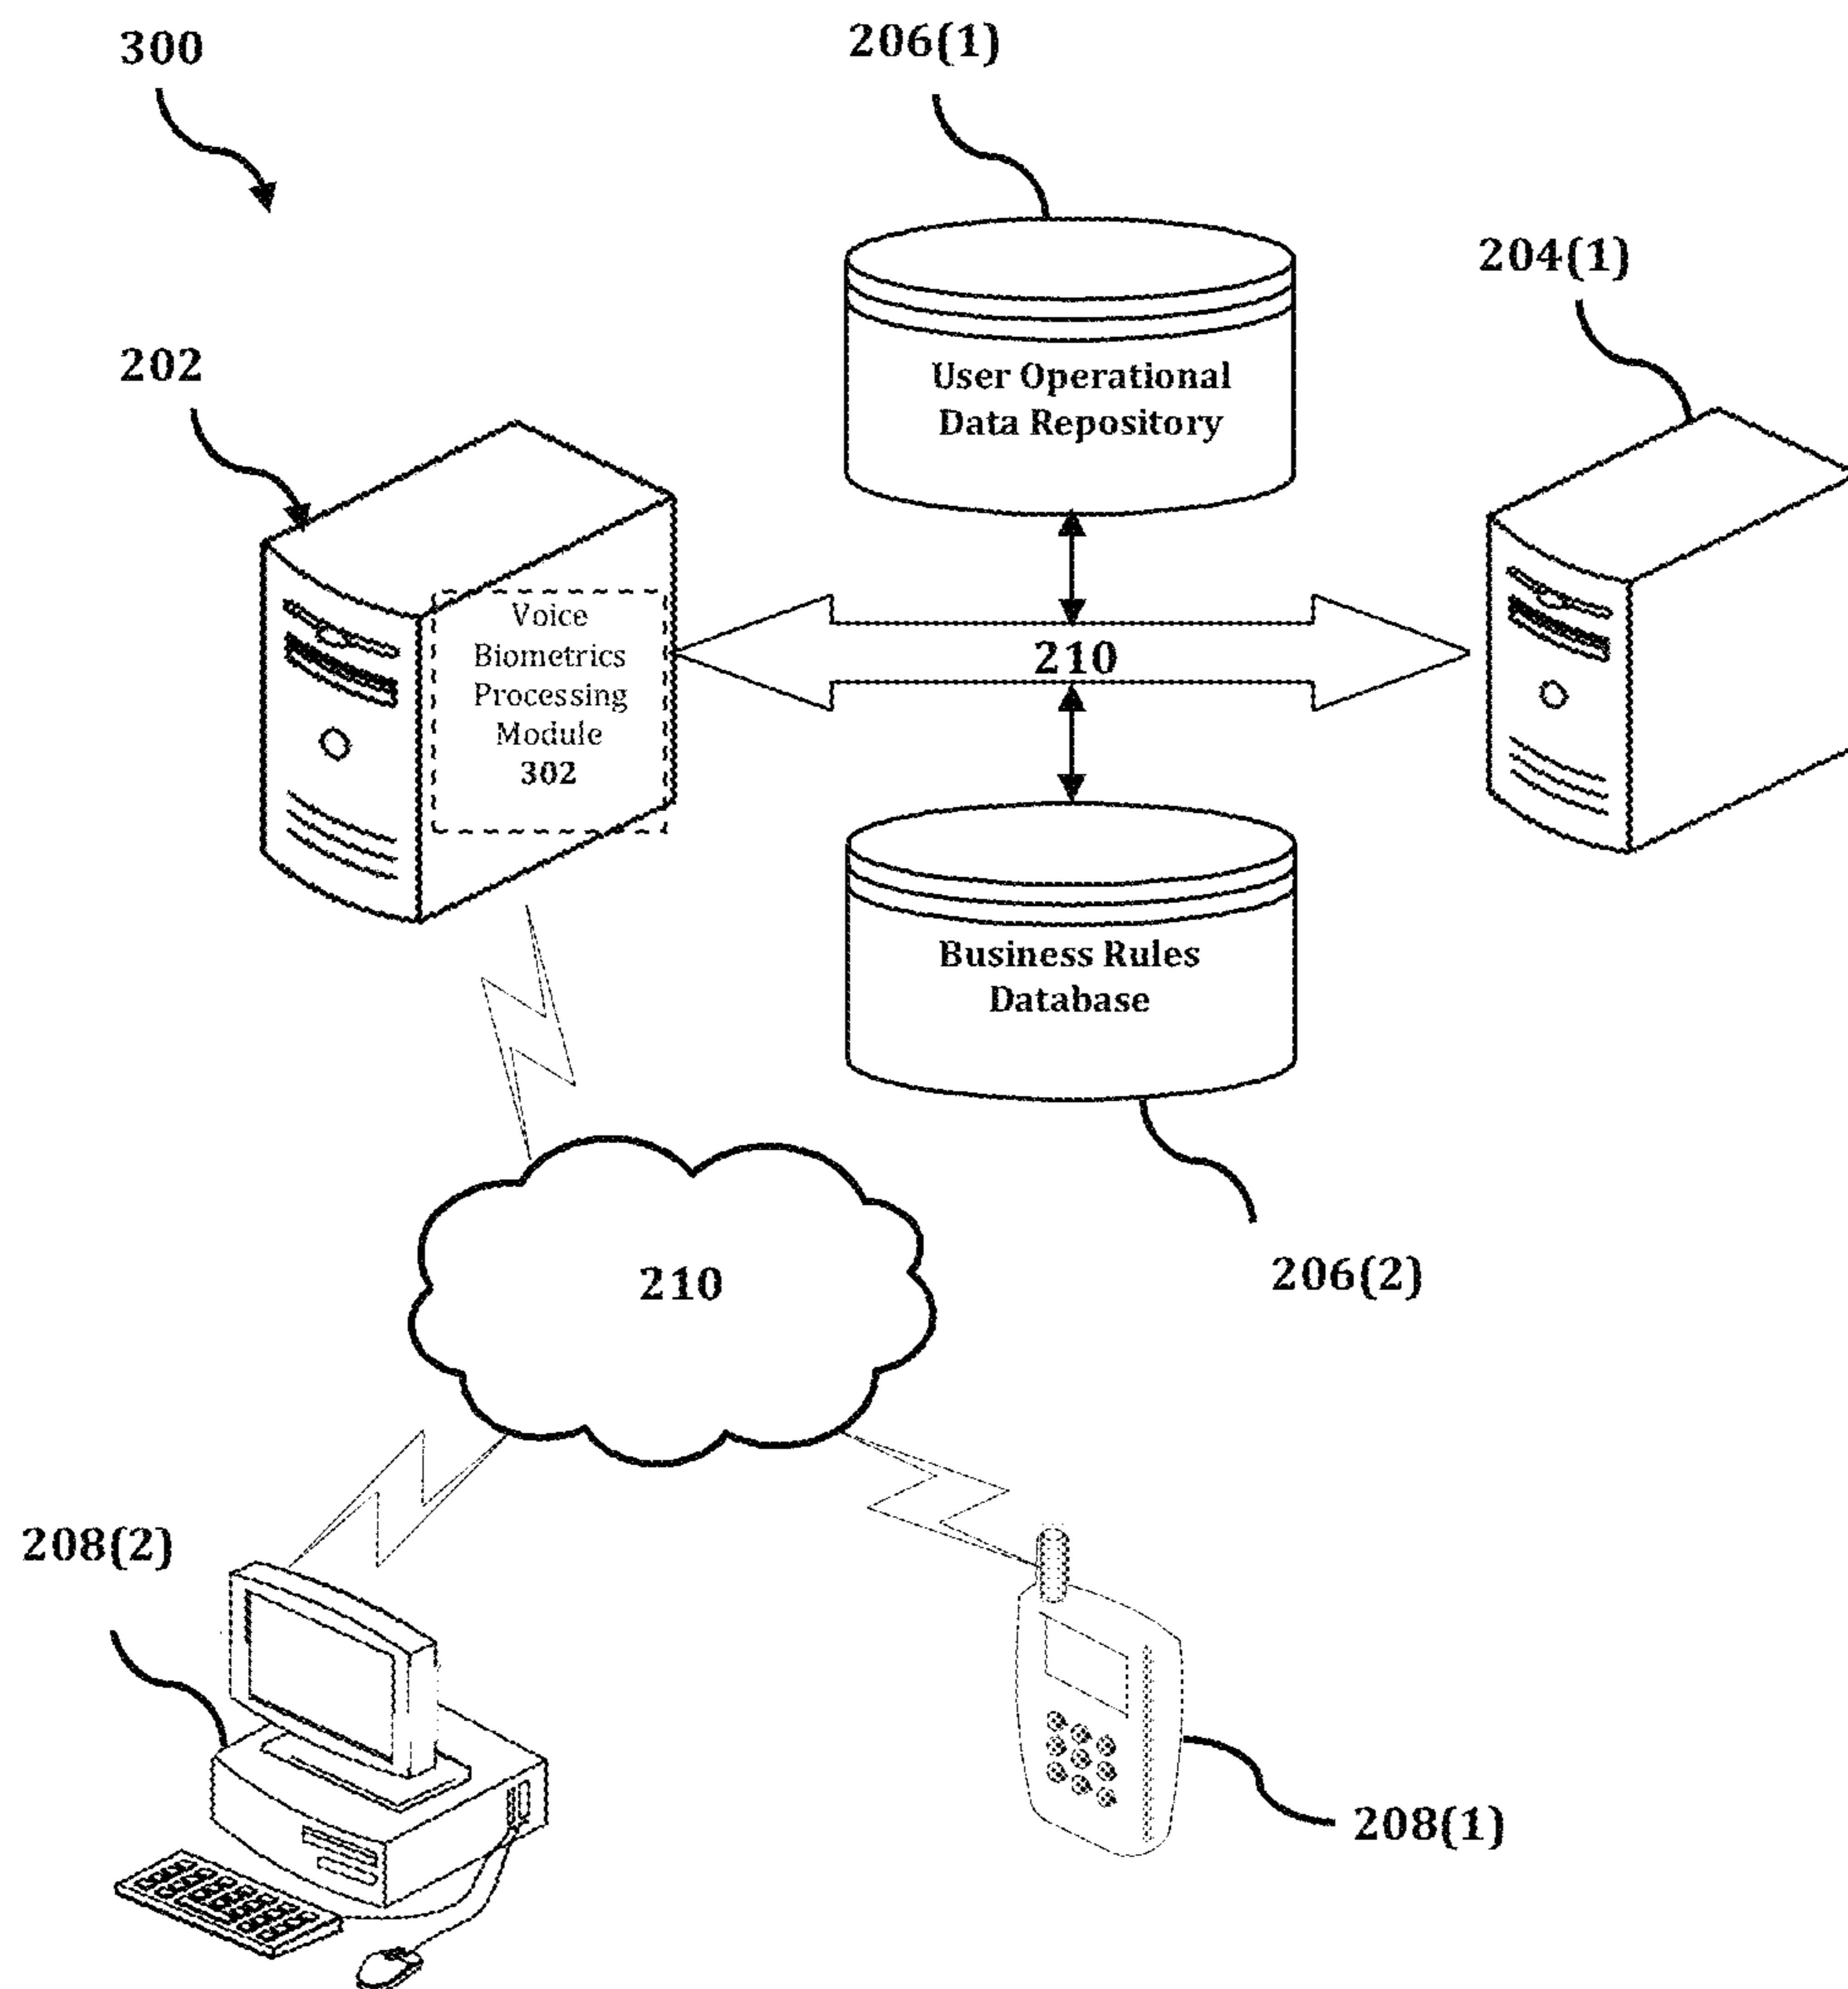 300
206(1)
204(1)
202
User Operational
Data Repository
Voice
Biometrics
Processing
Module
302
210
Business Rules
Database
206(2)
210
208(2)
208(1)